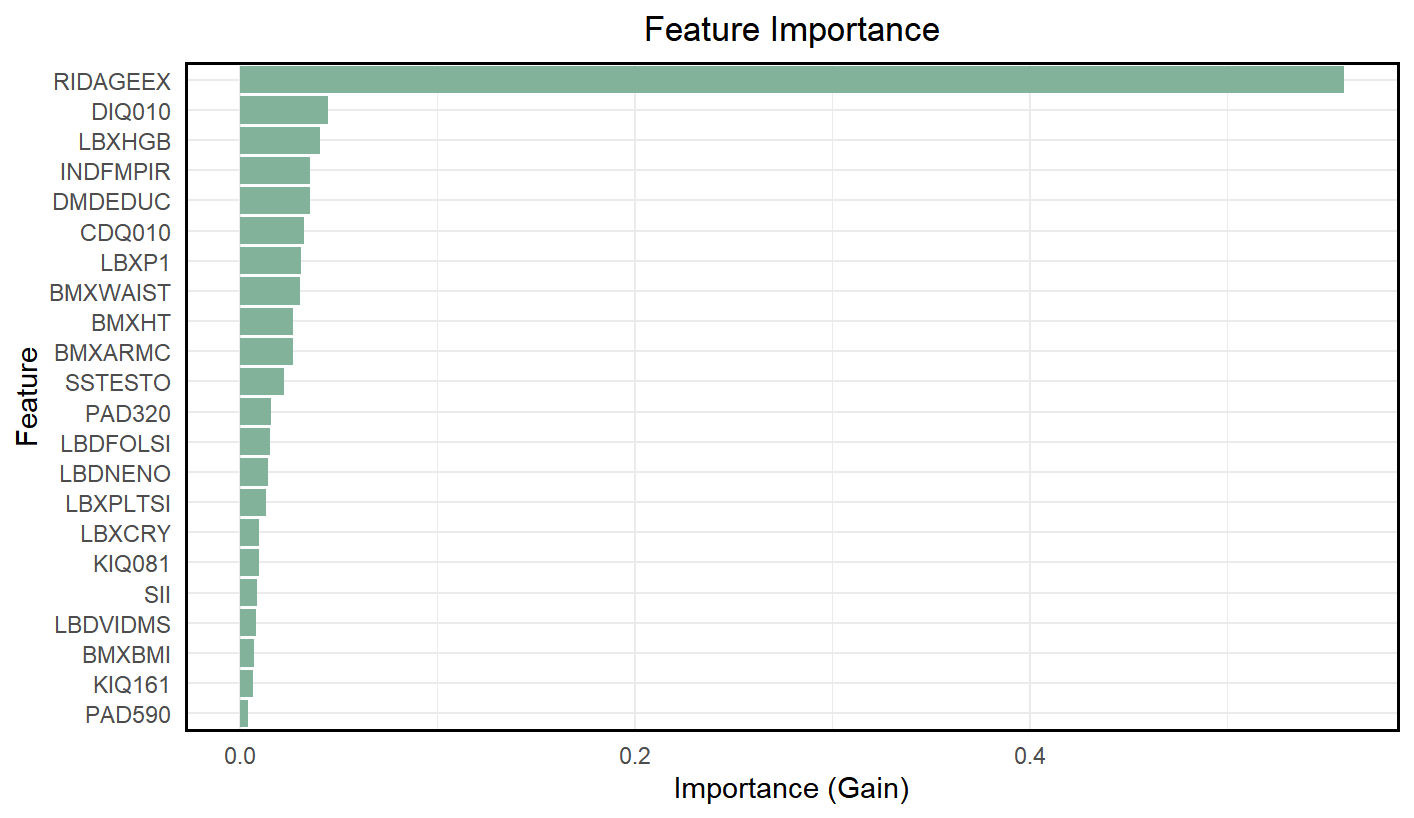 Feature Importance
RIDAGEEX
DIQ010
LBXHGB
INDFMPIR
DMDEDUC
CDQ010
LBXP1
BMXWAIST
BMXHT
BMXARMC
SSTESTO
PAD320
LBDFOLSI
LBDNENO
LBXPLTSI
LBXCRY
KIQ081
SII
LBDVIDMS
BMXBMI
KIQ161
PAD590
Feature
0.0 0.2 0.4
Importance (Gain)